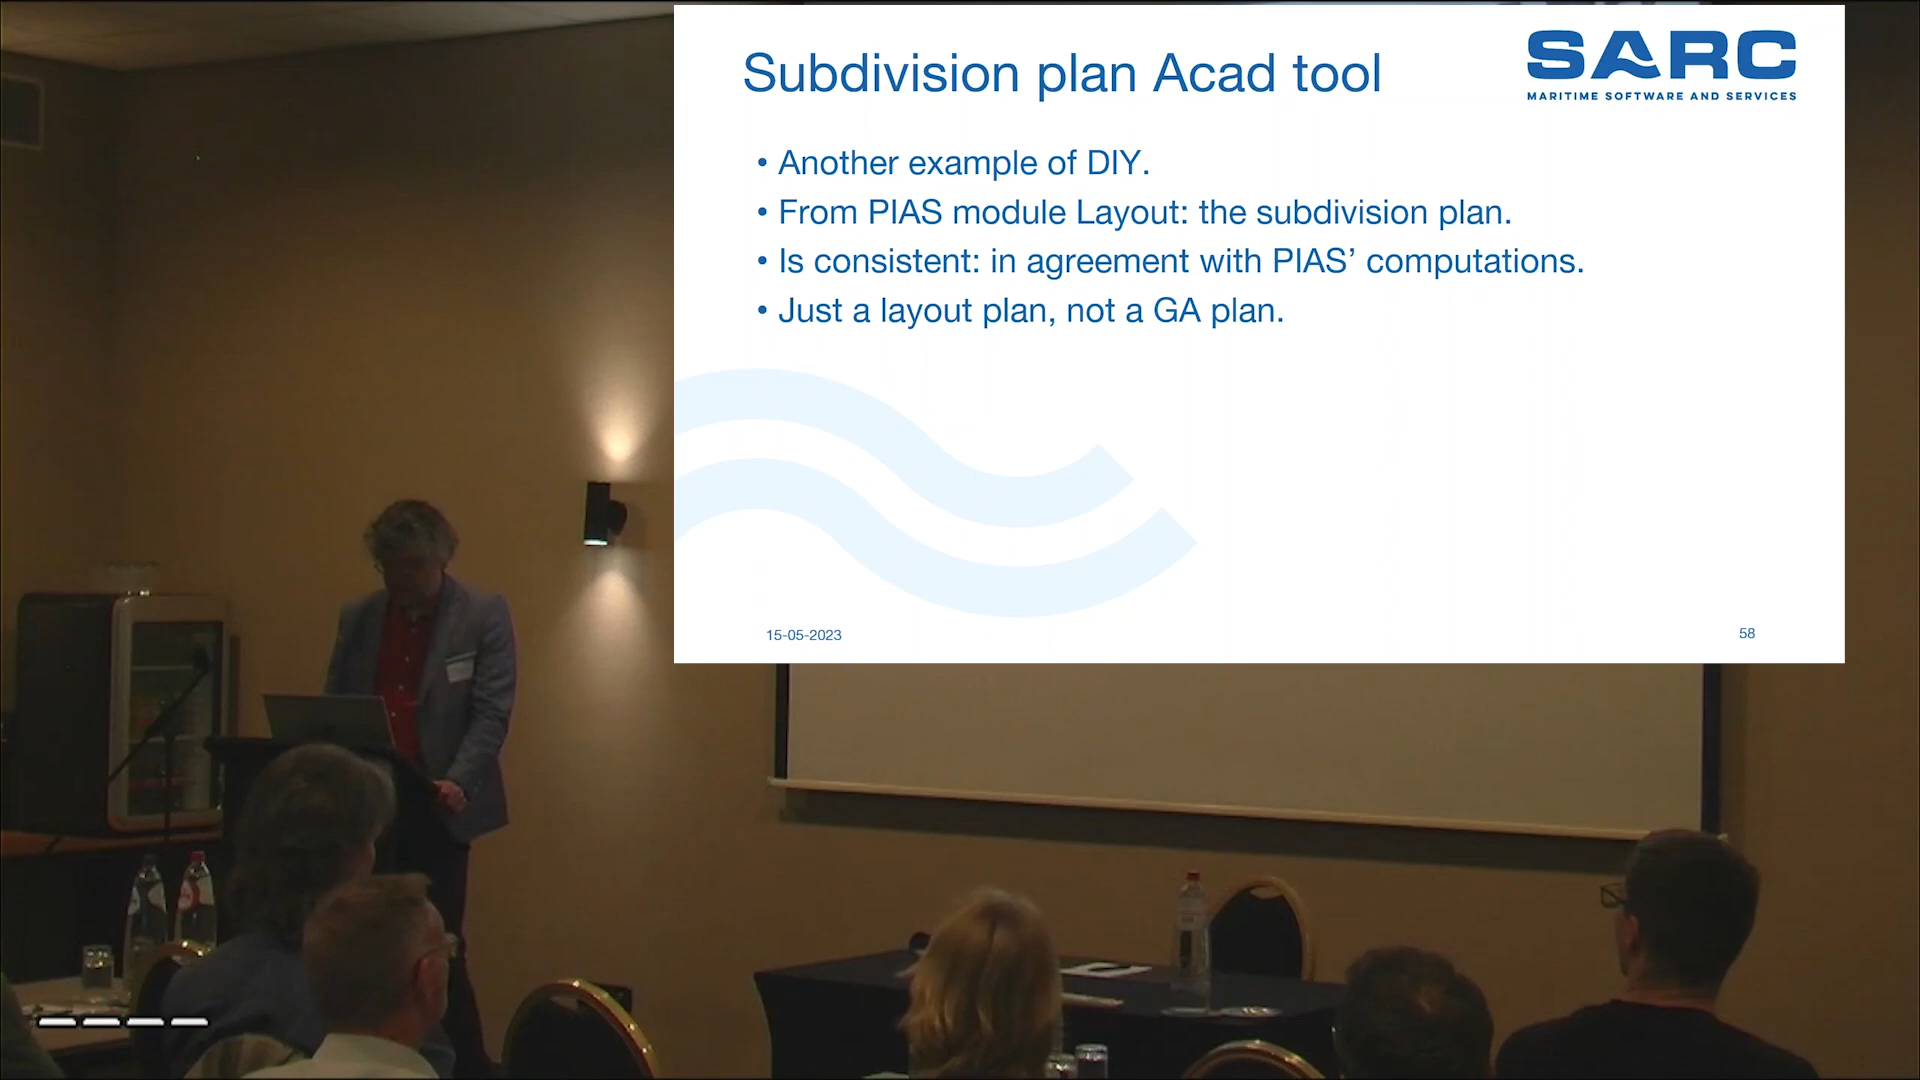 Subdivision plan Acad tool
SARC
MARITIME SOFTWARE AND SERVICES
• Another example of DIY.
• From PIAS module Layout: the subdivision plan.
• Is consistent: in agreement with PIAS’ computations.
• Just a layout plan, not a GA plan.
15-05-2023
58